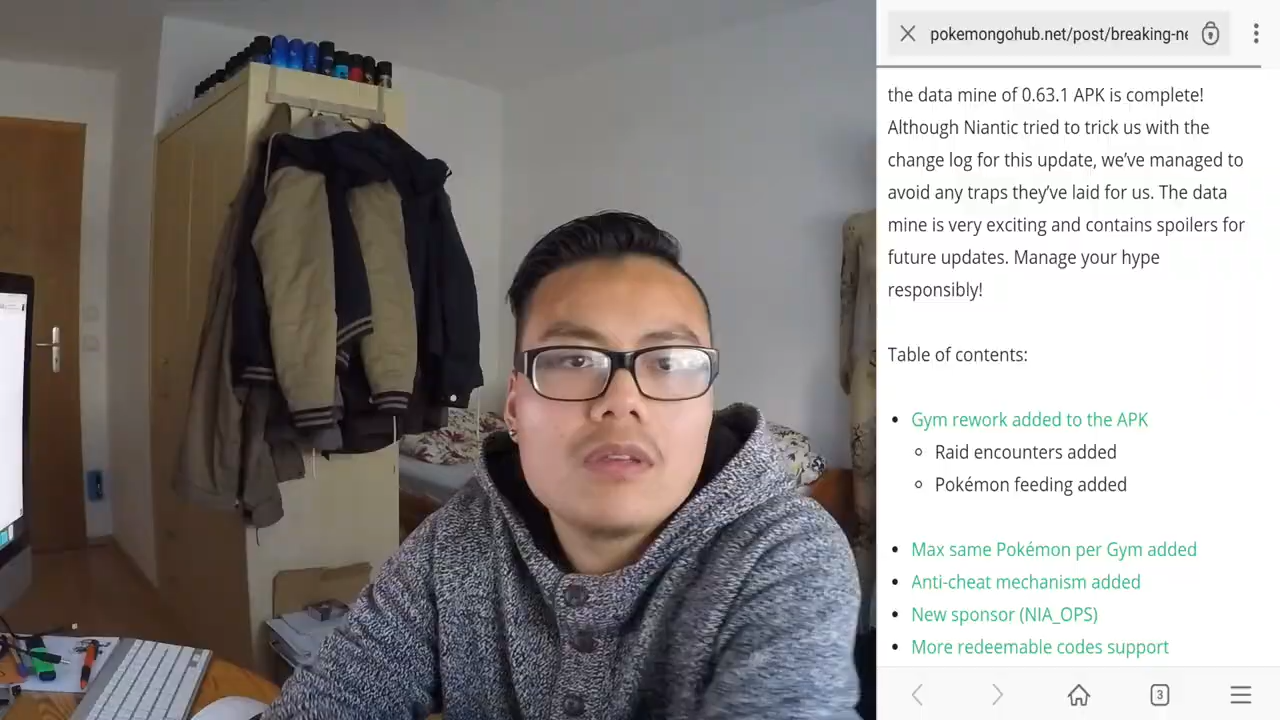 pokemongohub.net/post/breaking-ne
the data mine of 0.63.1 APK is complete!
Although Niantic tried to trick us with the
change log for this update, we've managed to
avoid any traps they've laid for us. The data
mine is very exciting and contains spoilers for
future updates. Manage your hype
responsibly!
Table of contents:
Gym rework added to the APK
Raid encounters added
Pokémon feeding added
Max same Pokémon per Gym added
Anti-cheat mechanism added
New sponsor (NIA_OPS)
More redeemable codes support
3